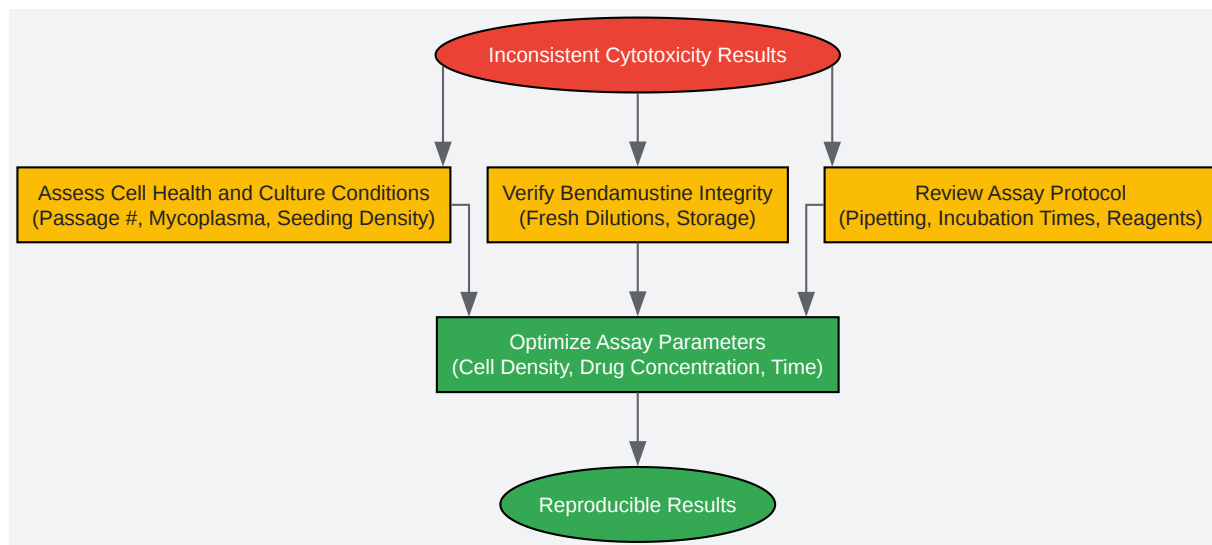 Inconsistent Cytotoxicity Results
Assess Cell Health and Culture Conditions
(Passage #, Mycoplasma, Seeding Density)
Verify Bendamustine Integrity
(Fresh Dilutions, Storage)
Review Assay Protocol
(Pipetting, Incubation Times, Reagents)
Optimize Assay Parameters
(Cell Density, Drug Concentration, Time)
Reproducible Results